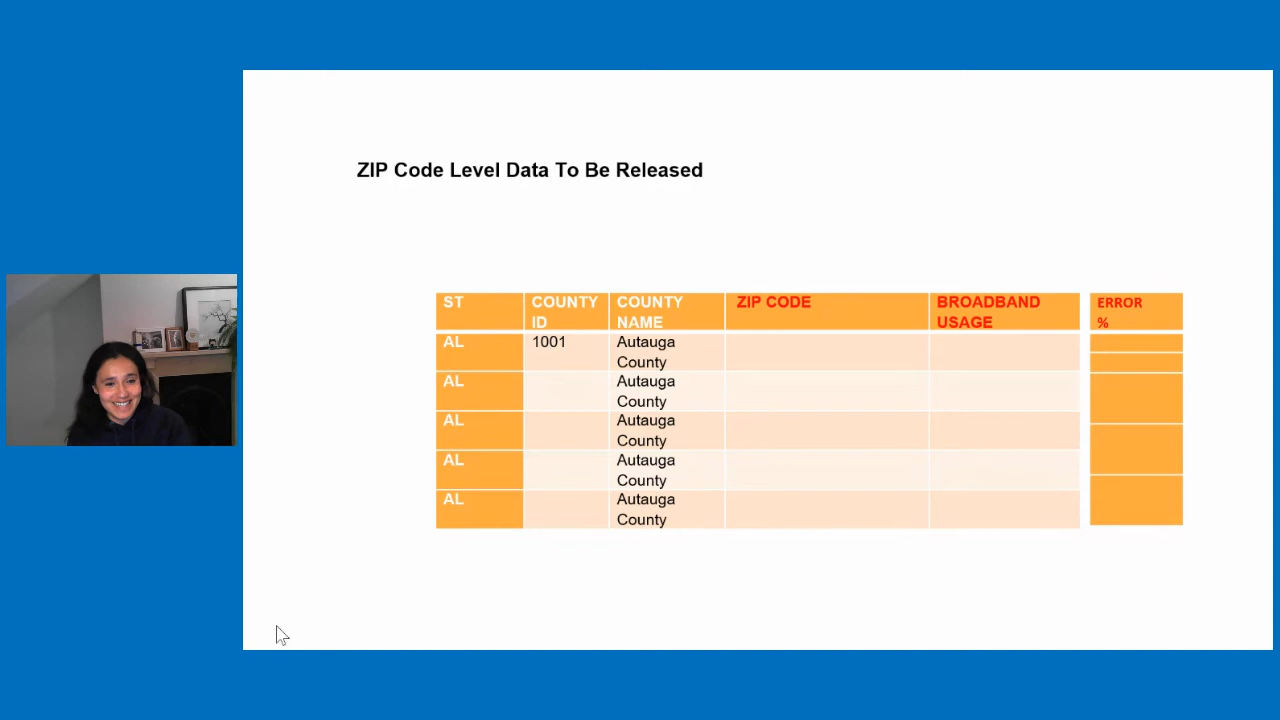 ZIP Code Level Data To Be Released
ST COUNTY COUNTY ZIP CODE BROADBAND ERROR
ID NAME USAGE %
AL 1001 Autauga
County
AL Autauga
County
AL Autauga
County
AL Autauga
County
AL Autauga
County